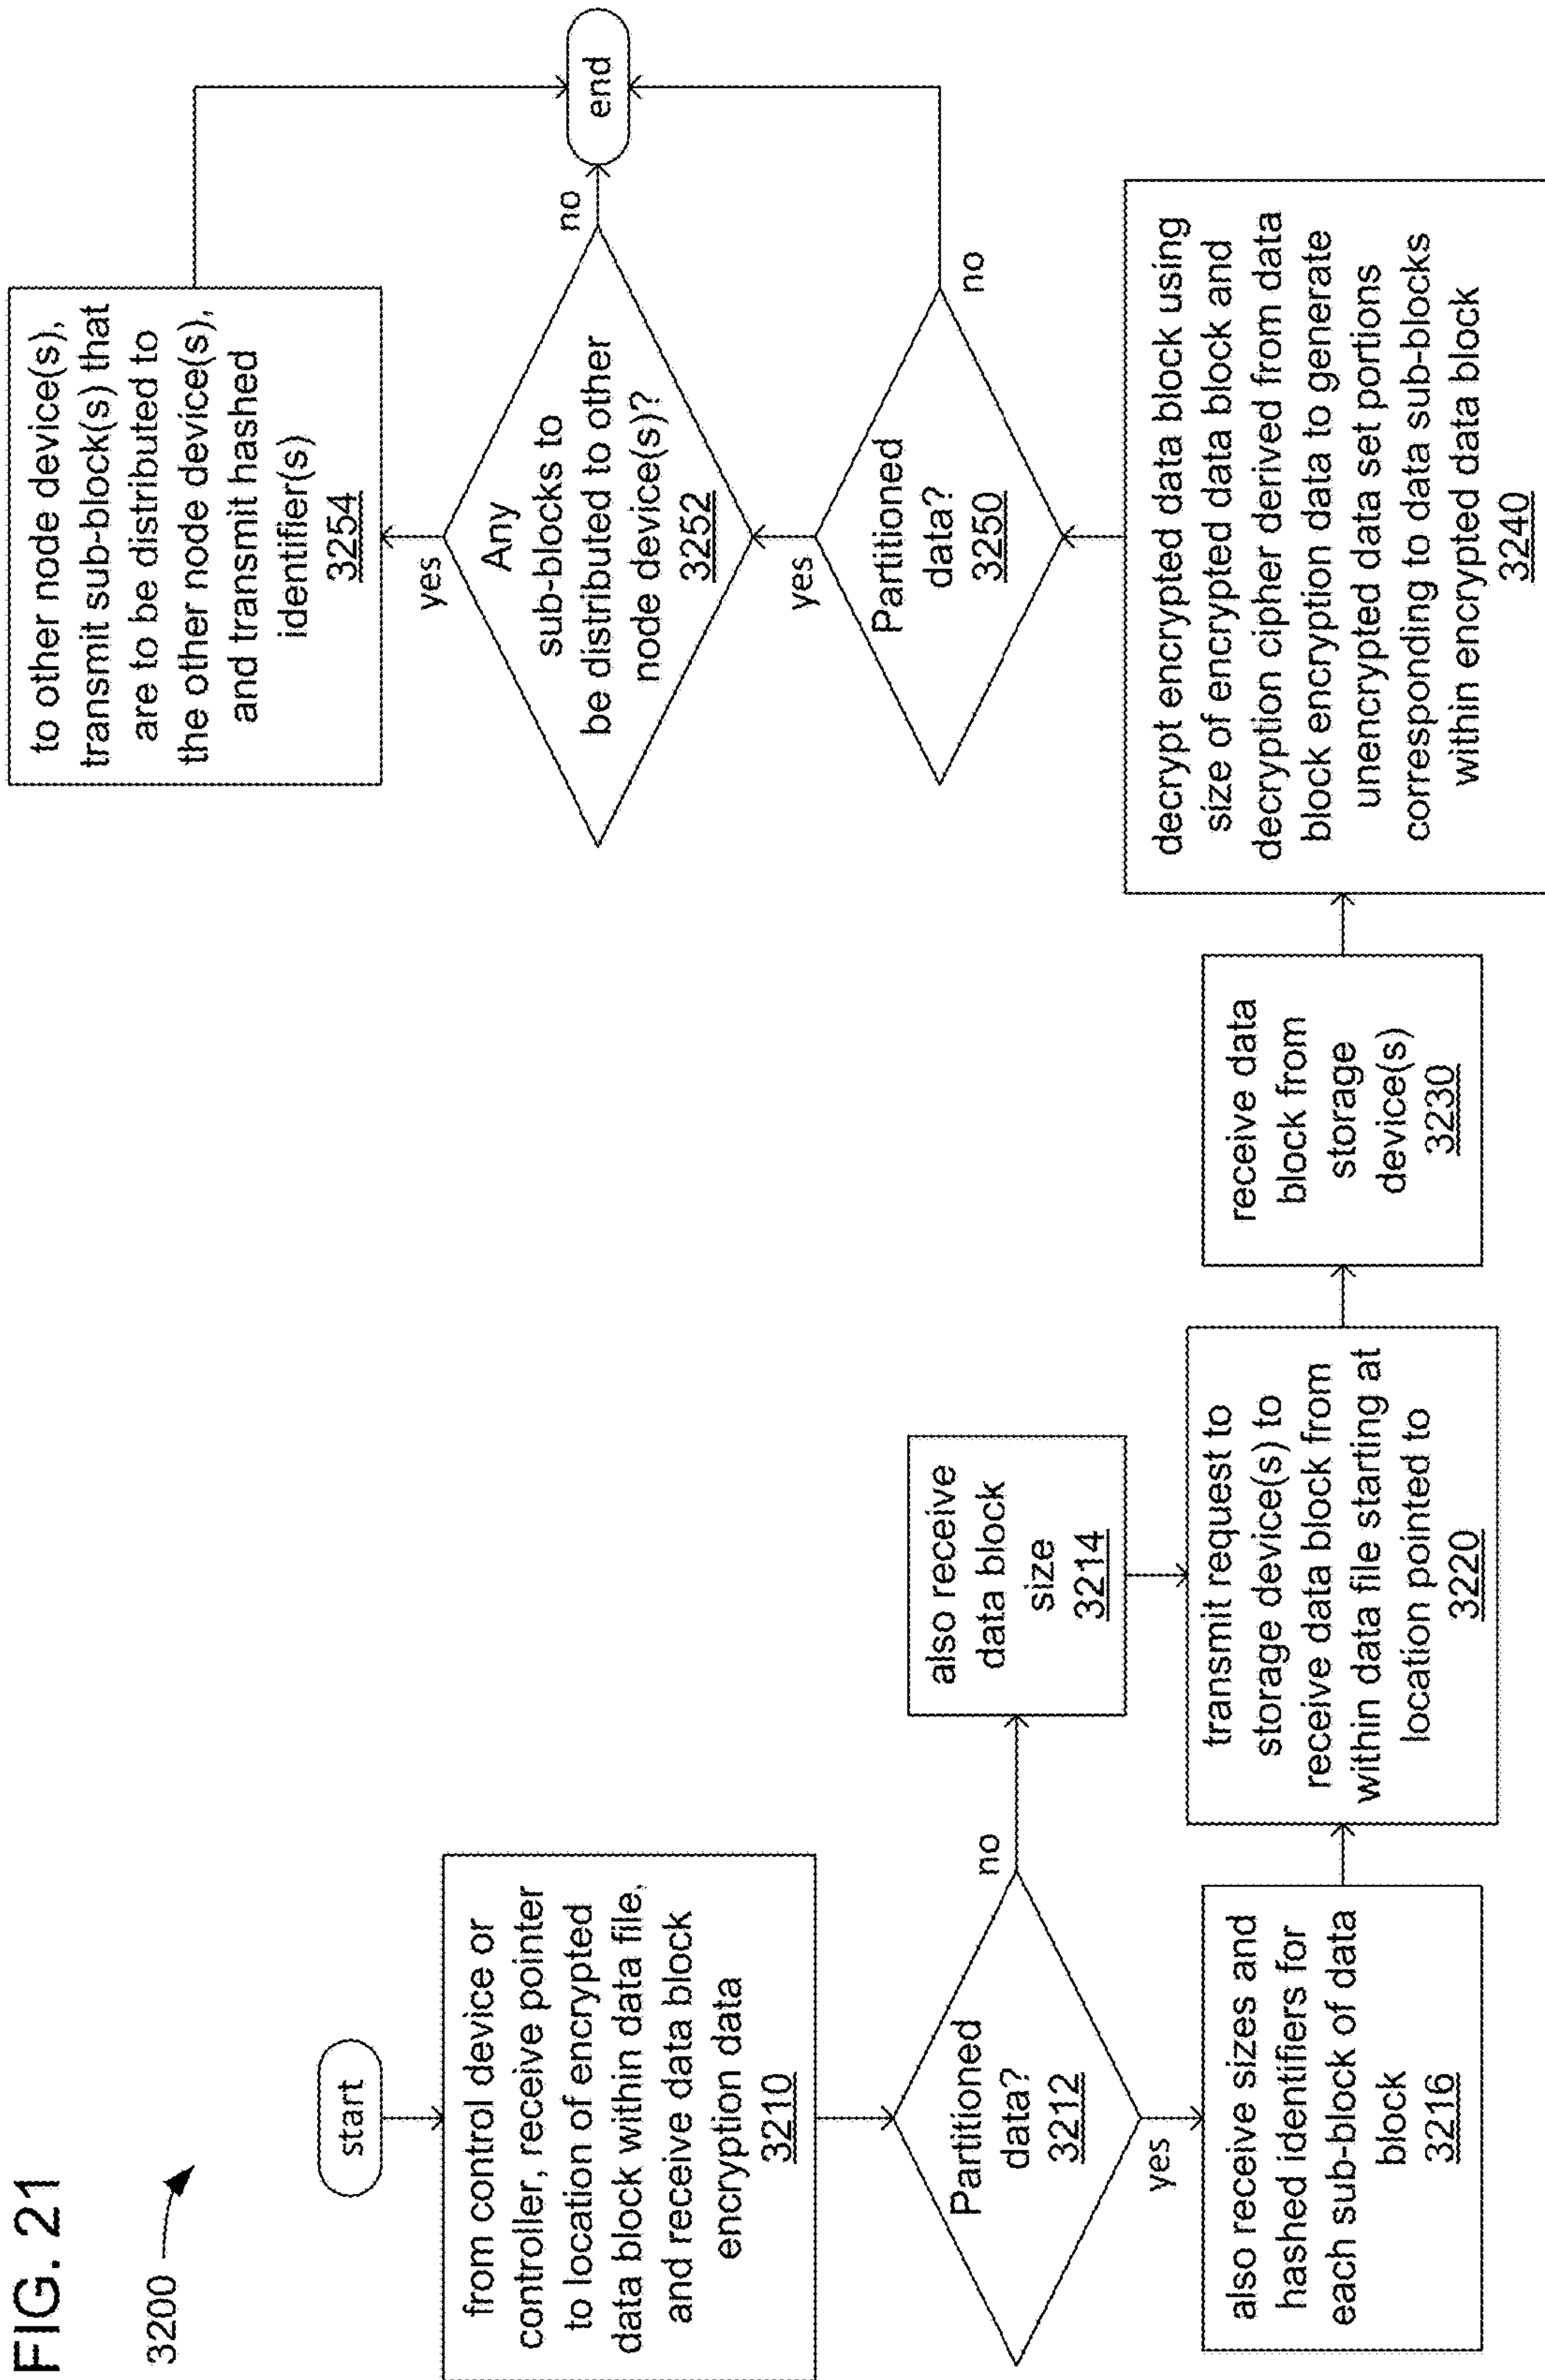 FIG. 21
3200
start
from control device or
controller, receive pointer
to location of encrypted
data block within data file,
and receive data block
encryption data
3210
Partitioned
data?
3212
no
yes
also receive
data block
size
3214
also receive sizes and
hashed identifiers for
each sub-block of data
block
3216
transmit request to
storage device(s) to
receive data block from
within data file starting at
location pointed to
3220
receive data
block from
storage
device(s)
3230
decrypt encrypted data block using
size of encrypted data block and
decryption cipher derived from data
block encryption data to generate
unencrypted data set portions
corresponding to data sub-blocks
within encrypted data block
3240
Partitioned
data?
3250
no
yes
Any
sub-blocks to
be distributed to other
node device(s)?
3252
no
yes
to other node device(s),
transmit sub-block(s) that
are to be distributed to
the other node device(s),
and transmit hashed
identifier(s)
3254
end